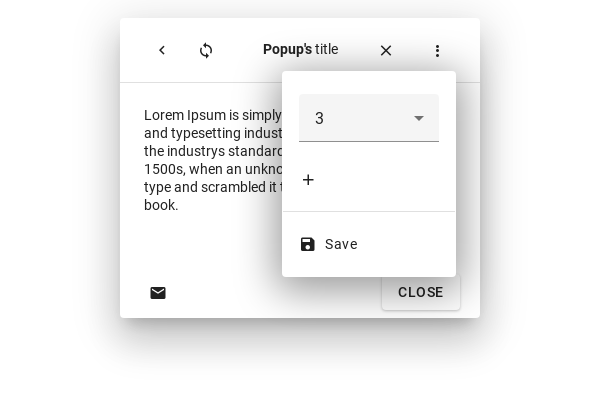 Popup's title
3
Lorem Ipsum is simply
and typesetting indust
the industrys standard
1500s, when an unkno
type and scrambled it t
book.
Save
CLOSE